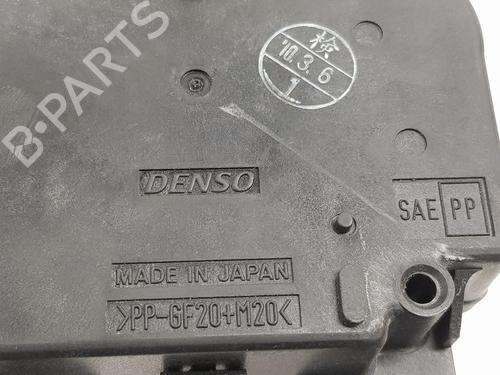 B-PARTS
検
'10.3.6
1
DENSO
SAE PP
MADE IN JAPAN
>PP-GF20+M20<